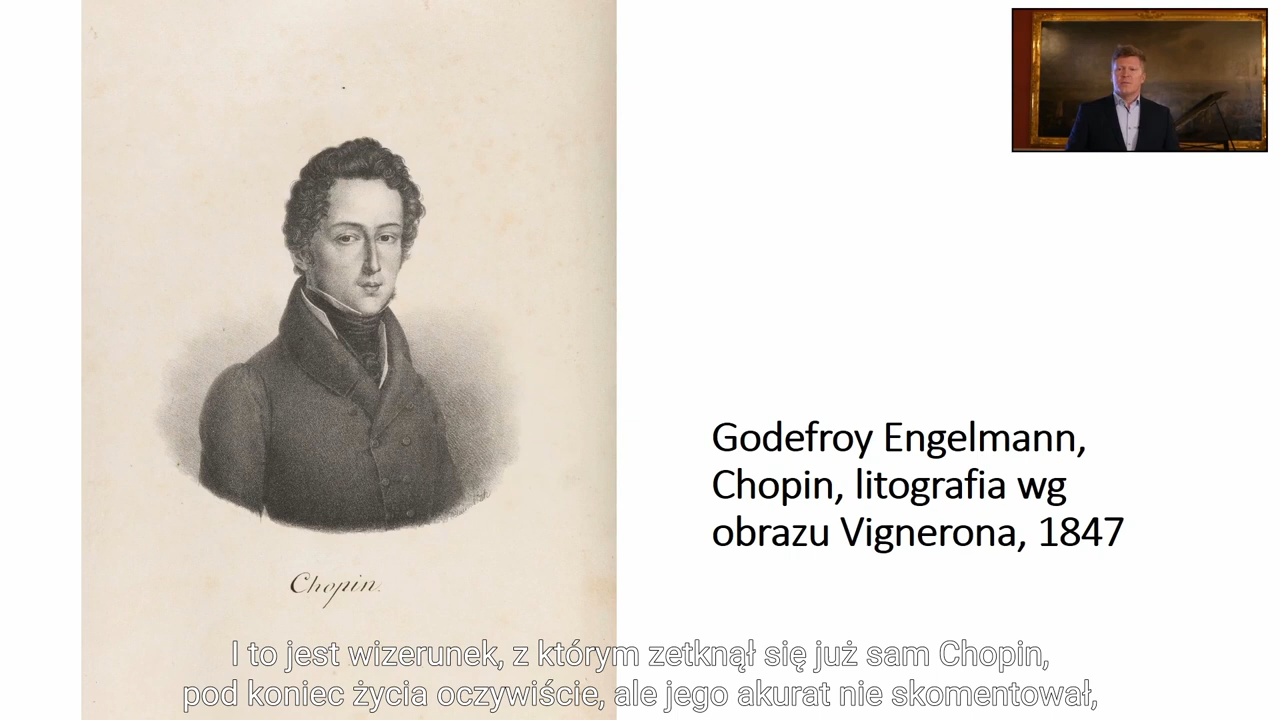 Godefroy Engelmann,
Chopin, litografia wg
obrazu Vignerona, 1847
Chopin.
I to jest wizerunek, z którym zetknął się już sam Chopin,
pod koniec życia oczywiście, ale jego akurat nie skomentował,